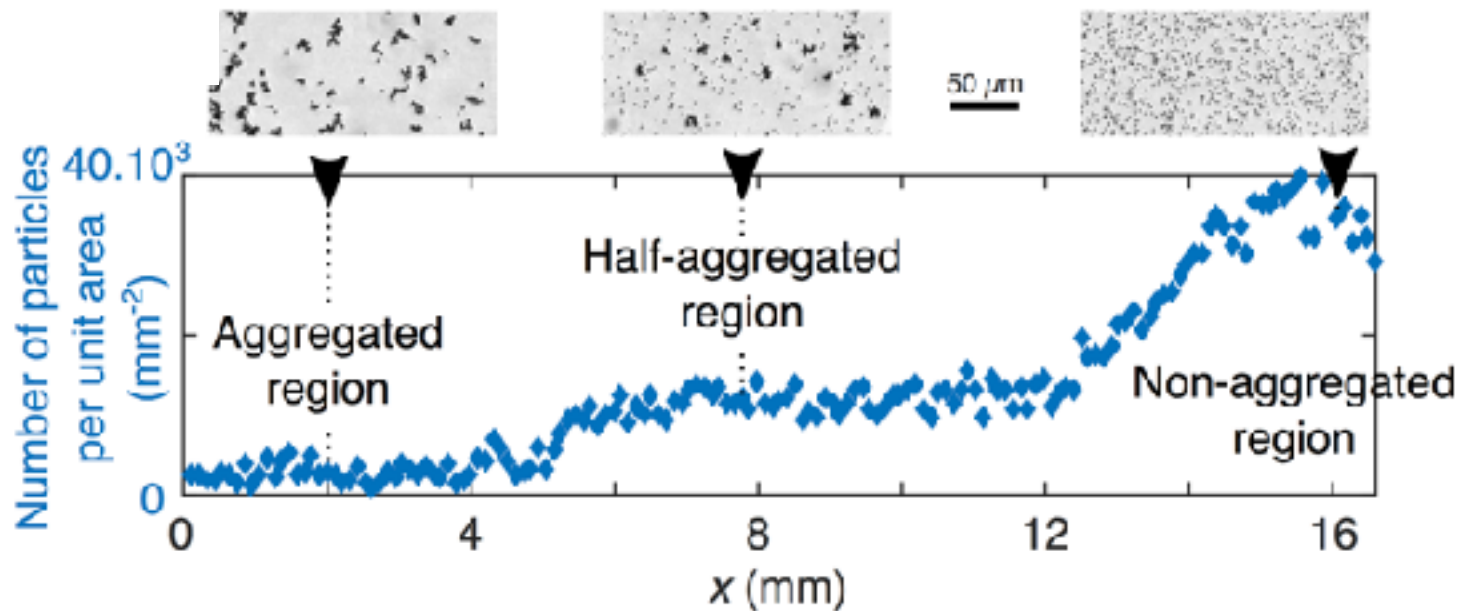 50 µm
Number of particles
per unit area
(mm⁻²)
40.10³
0
Aggregated
region
Half-aggregated
region
Non-aggregated
region
0 4 8 12 16
x (mm)